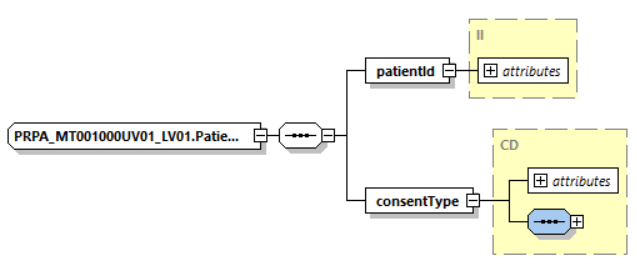 II
patientId
attributes
PRPA_MT001000UV01_LV01.Patie...
CD
attributes
consentType